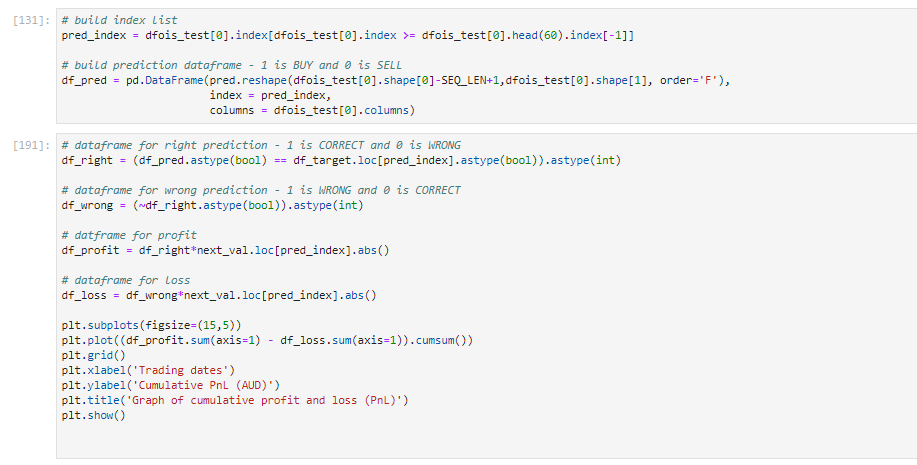 [131]: # build index list
pred_index = dfois_test[0].index[dfois_test[0].index >= dfois_test[0].head(60).index[-1]]
# build prediction dataframe - 1 is BUY and 0 is SELL
df_pred = pd.DataFrame(pred.reshape(dfois_test[0].shape[0]-SEQ_LEN+1,dfois_test[0].shape[1], order='F'),
index = pred_index,
columns = dfois_test[0].columns)
[191]: # dataframe for right prediction - 1 is CORRECT and 0 is WRONG
df_right = (df_pred.astype(bool) == df_target.loc[pred_index].astype(bool)).astype(int)
# dataframe for wrong prediction - 1 is WRONG and 0 is CORRECT
df_wrong = (~df_right.astype(bool)).astype(int)
# datframe for profit
df_profit = df_right*next_val.loc[pred_index].abs()
# dataframe for loss
df_loss = df_wrong*next_val.loc[pred_index].abs()
plt.subplots(figsize=(15,5))
plt.plot((df_profit.sum(axis=1) - df_loss.sum(axis=1)).cumsum())
plt.grid()
plt.xlabel('Trading dates')
plt.ylabel('Cumulative PnL (AUD)')
plt.title('Graph of cumulative profit and loss (PnL)')
plt.show()